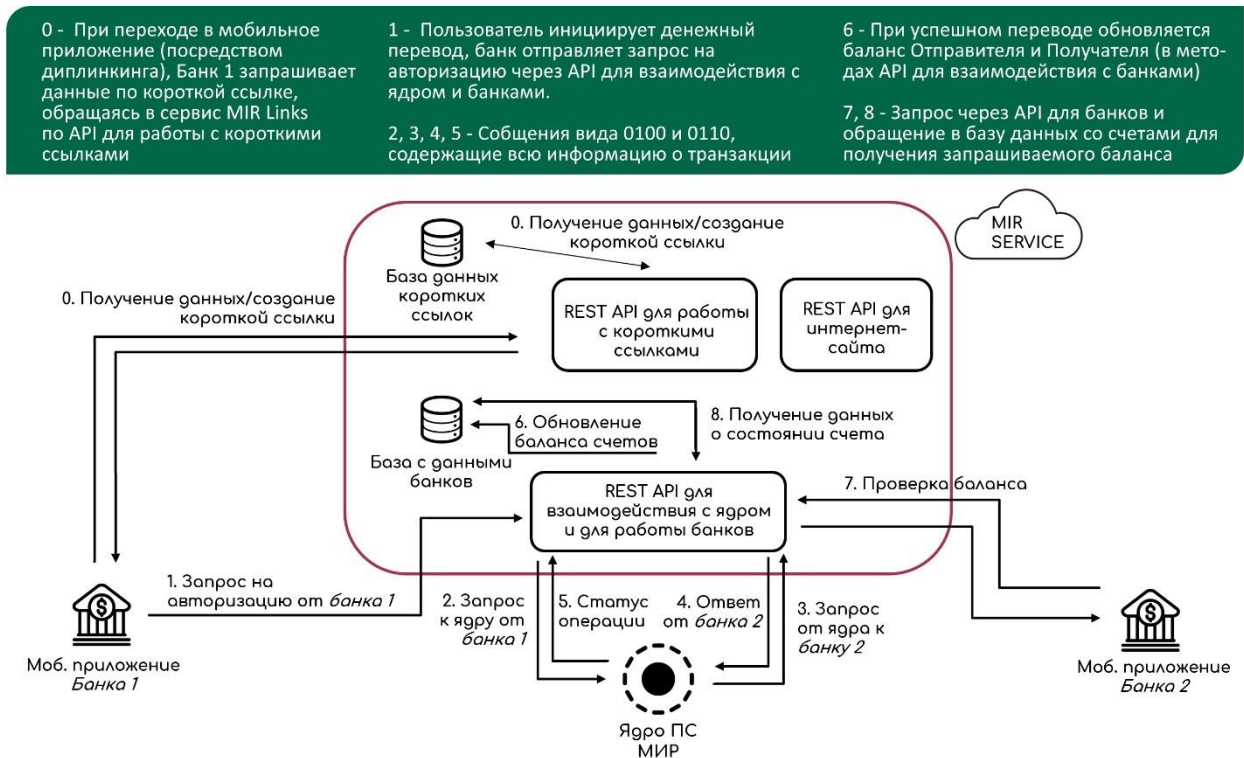 0 - При переходе в мобильное
приложение (посредством
диплинкинга), Банк 1 запрашивает
данные по короткой ссылке,
обращаясь в сервис MIR Links
по API для работы с короткими
ссылками
1 - Пользователь инициирует денежный
перевод, банк отправляет запрос на
авторизацию через API для взаимодействия с
ядром и банками.
2, 3, 4, 5 - Собщения вида 0100 и 0110,
содержащие всю информацию о транзакции
6 - При успешном переводе обновляется
баланс Отправителя и Получателя (в мето-
дах API для взаимодействия с банками)
7, 8 - Запрос через API для банков и
обращение в базу данных со счетами для
получения запрашиваемого баланса
MIR
SERVICE
0. Получение данных/создание
короткой ссылки
База данных
коротких
ссылок
0. Получение данных/создание
короткой ссылки
REST API для работы
с короткими
ссылками
REST API для
интернет-
сайта
6. Обновление
баланса счетов
8. Получение данных
о состоянии счета
База с данными
банков
REST API для
взаимодействия с ядром
и для работы банков
7. Проверка баланса
1. Запрос на
авторизацию от банка 1
2. Запрос
к ядру от
банка 1
5. Статус
операции
4. Ответ
от банка 2
3. Запрос
от ядра к
банку 2
Моб. приложение
Банка 1
Моб. приложение
Банка 2
Ядро ПС
МИР